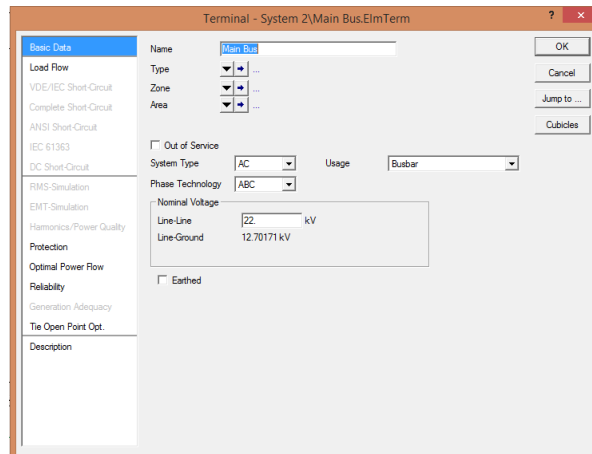 Terminal - System 2\Main Bus.ElmTerm ? ×
Basic Data
Load Flow
VDE/IEC Short-Circuit
Complete Short-Circuit
ANSI Short-Circuit
IEC 61363
DC Short-Circuit
RMS-Simulation
EMT-Simulation
Harmonics/Power Quality
Protection
Optimal Power Flow
Reliability
Generation Adequacy
Tie Open Point Opt.
Description
Name Main Bus
Type ...
Zone ...
Area ...
Out of Service
System Type AC Usage Busbar
Phase Technology ABC
Nominal Voltage
Line-Line 22. kV
Line-Ground 12.70171 kV
Earthed
OK
Cancel
Jump to ...
Cubicles